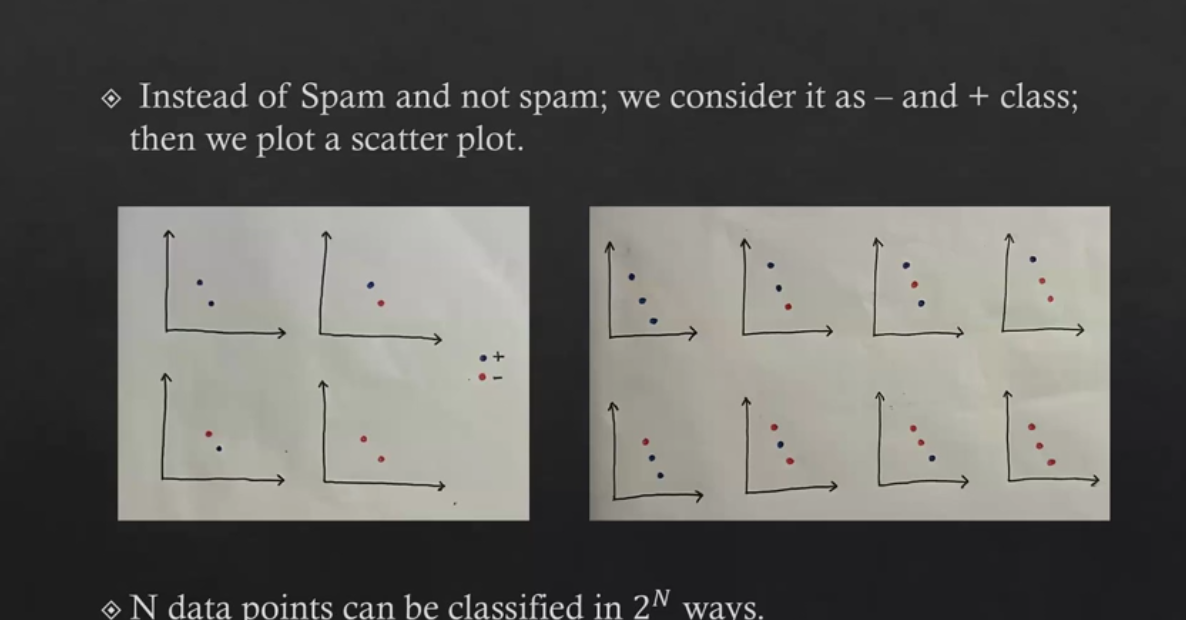 Instead of Spam and not spam; we consider it as – and + class;
then we plot a scatter plot.
+
–
N data points can be classified in 2^N ways.